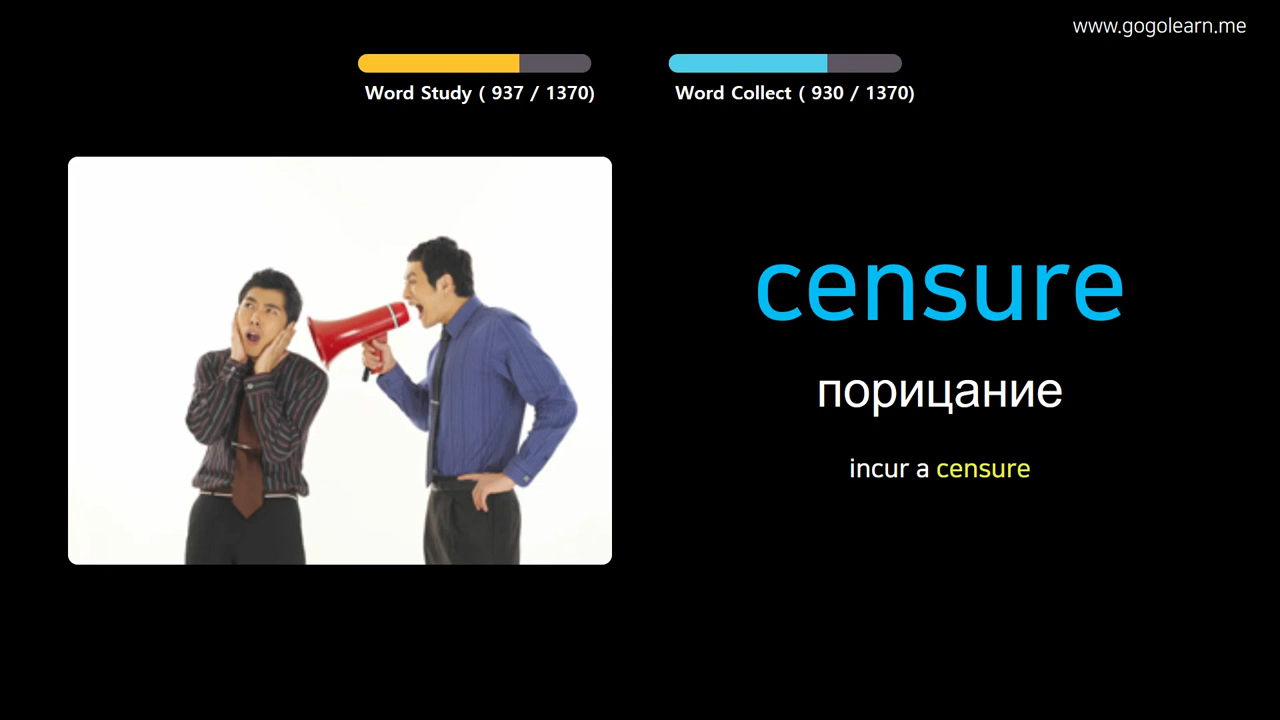 www.gogolearn.me
Word Study ( 937 / 1370)
Word Collect ( 930 / 1370)
censure
порицание
incur a censure